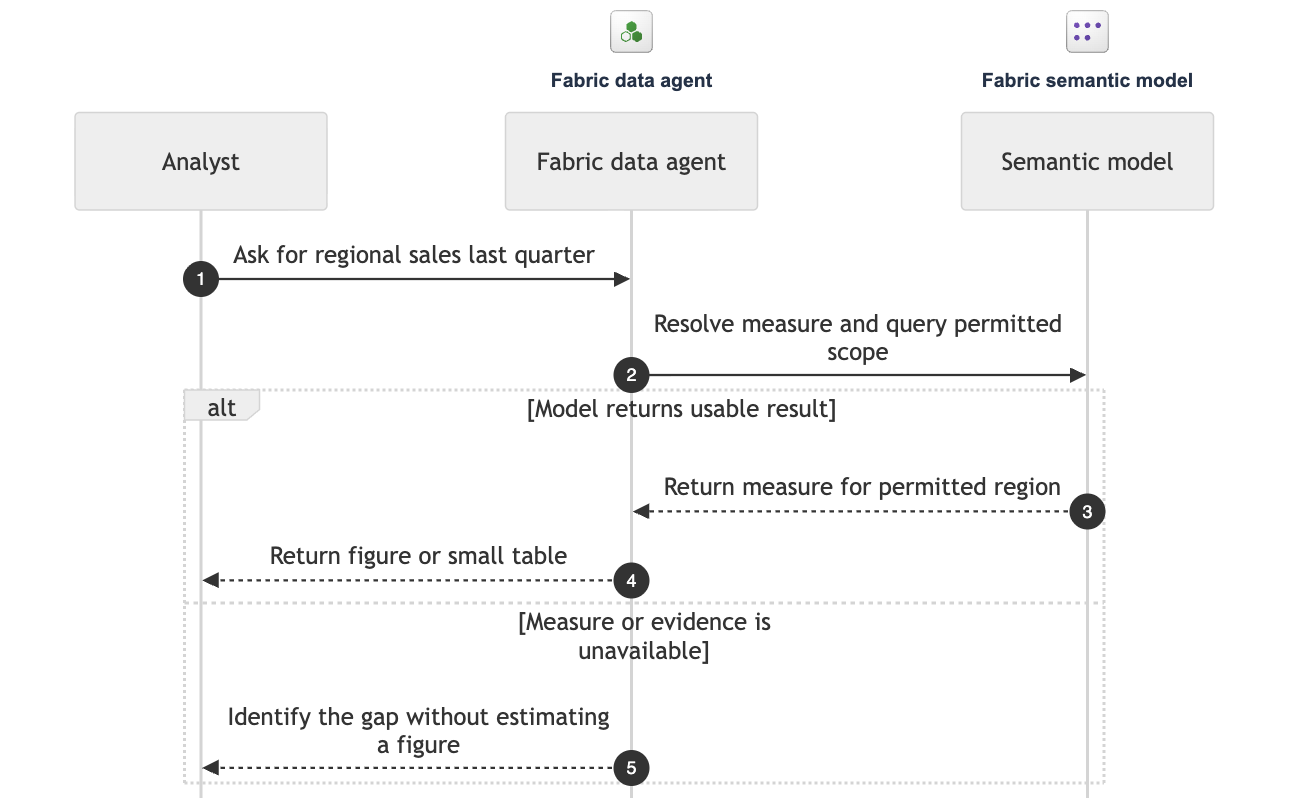 Fabric data agent
Fabric semantic model
Analyst
Fabric data agent
Semantic model
Ask for regional sales last quarter
1
Resolve measure and query permitted
scope
2
alt
[Model returns usable result]
Return measure for permitted region
3
Return figure or small table
4
[Measure or evidence is
unavailable]
Identify the gap without estimating
a figure
5